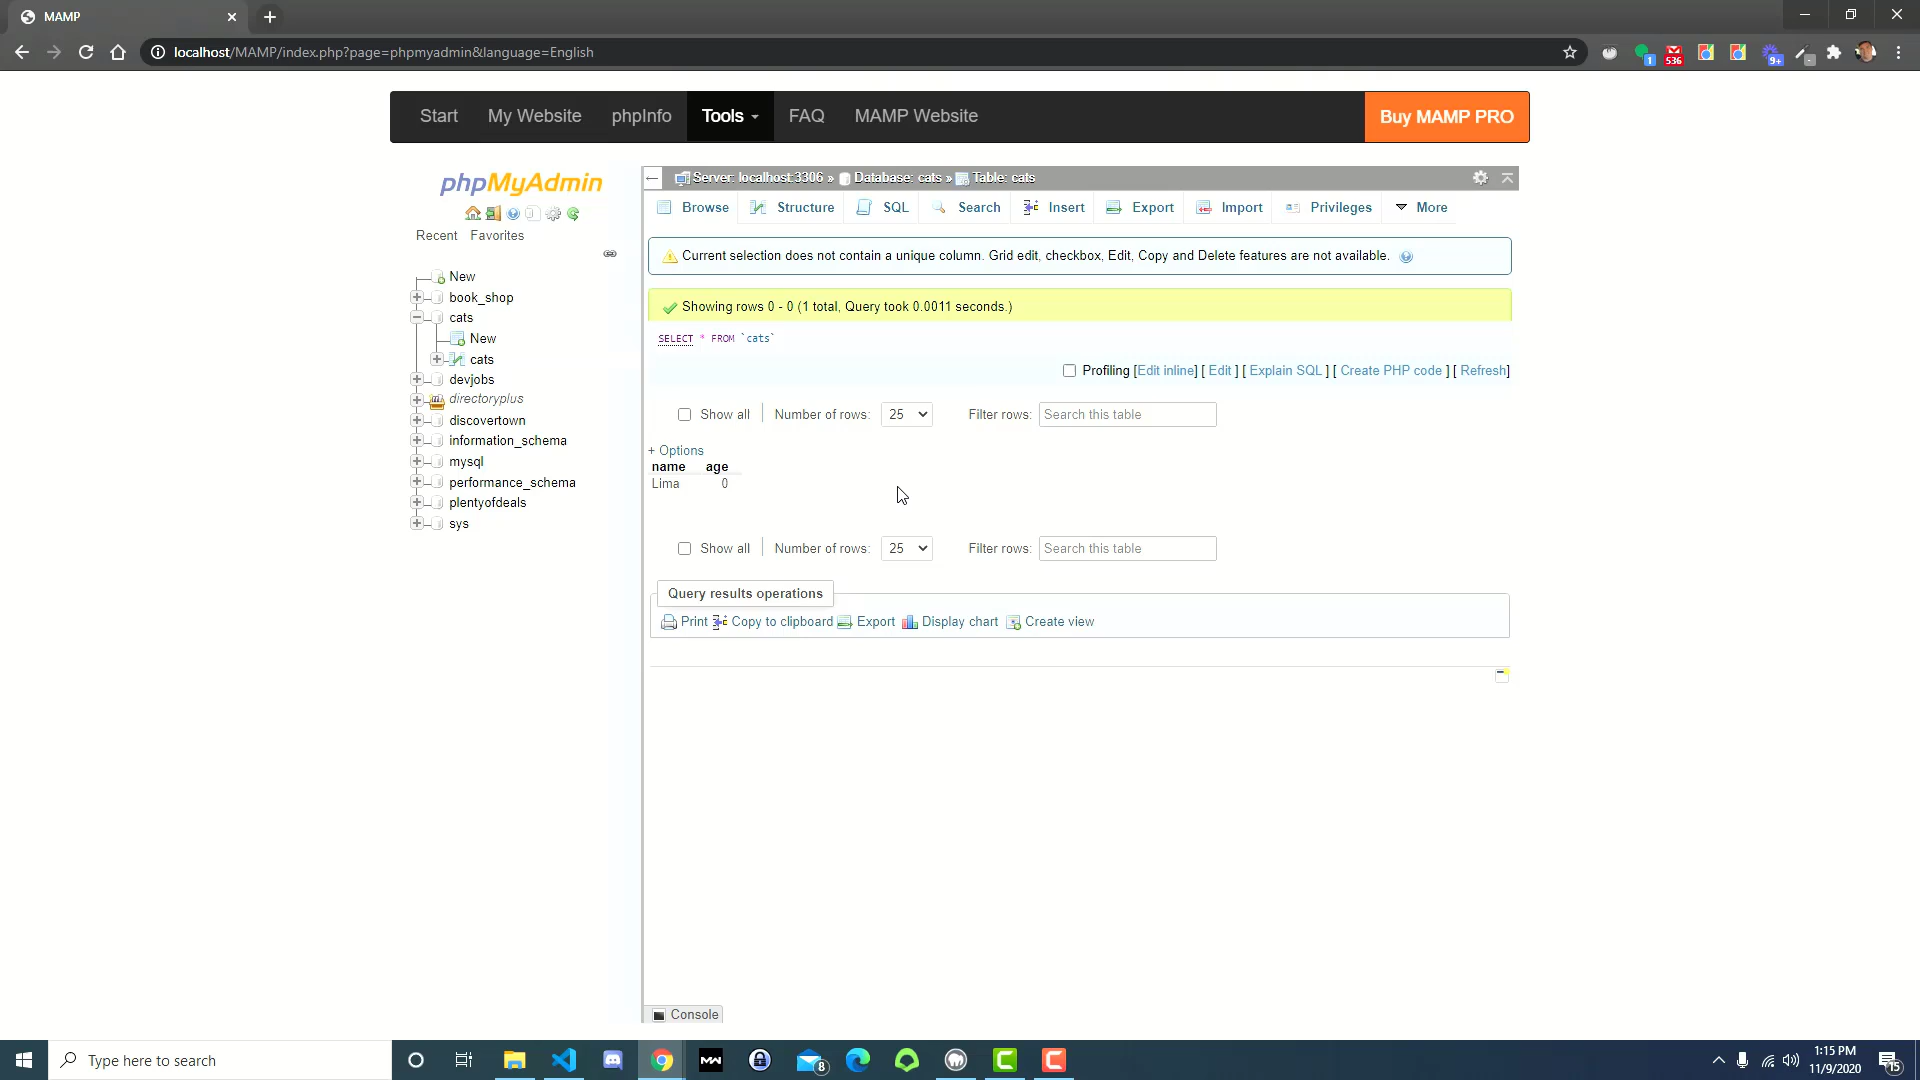 MAMP
localhost/MAMP/index.php?page=phpmyadmin&language=English
1
536
9+
Start My Website phpInfo Tools FAQ MAMP Website Buy MAMP PRO
phpMyAdmin
Recent Favorites
New
book_shop
cats
New
cats
devjobs
directoryplus
discovertown
information_schema
mysql
performance_schema
plentyofdeals
sys
Server: localhost:3306 » Database: cats » Table: cats
Browse Structure SQL Search Insert Export Import Privileges More
Current selection does not contain a unique column. Grid edit, checkbox, Edit, Copy and Delete features are not available.
Showing rows 0 - 0 (1 total, Query took 0.0011 seconds.)
SELECT * FROM `cats`
Profiling [Edit inline] [ Edit ] [ Explain SQL ] [ Create PHP code ] [ Refresh]
Show all Number of rows: 25 Filter rows: Search this table
+ Options
name age
Lima 0
Show all Number of rows: 25 Filter rows: Search this table
Query results operations
Print Copy to clipboard Export Display chart Create view
Console
Type here to search
MW
8
1:15 PM
11/9/2020
15